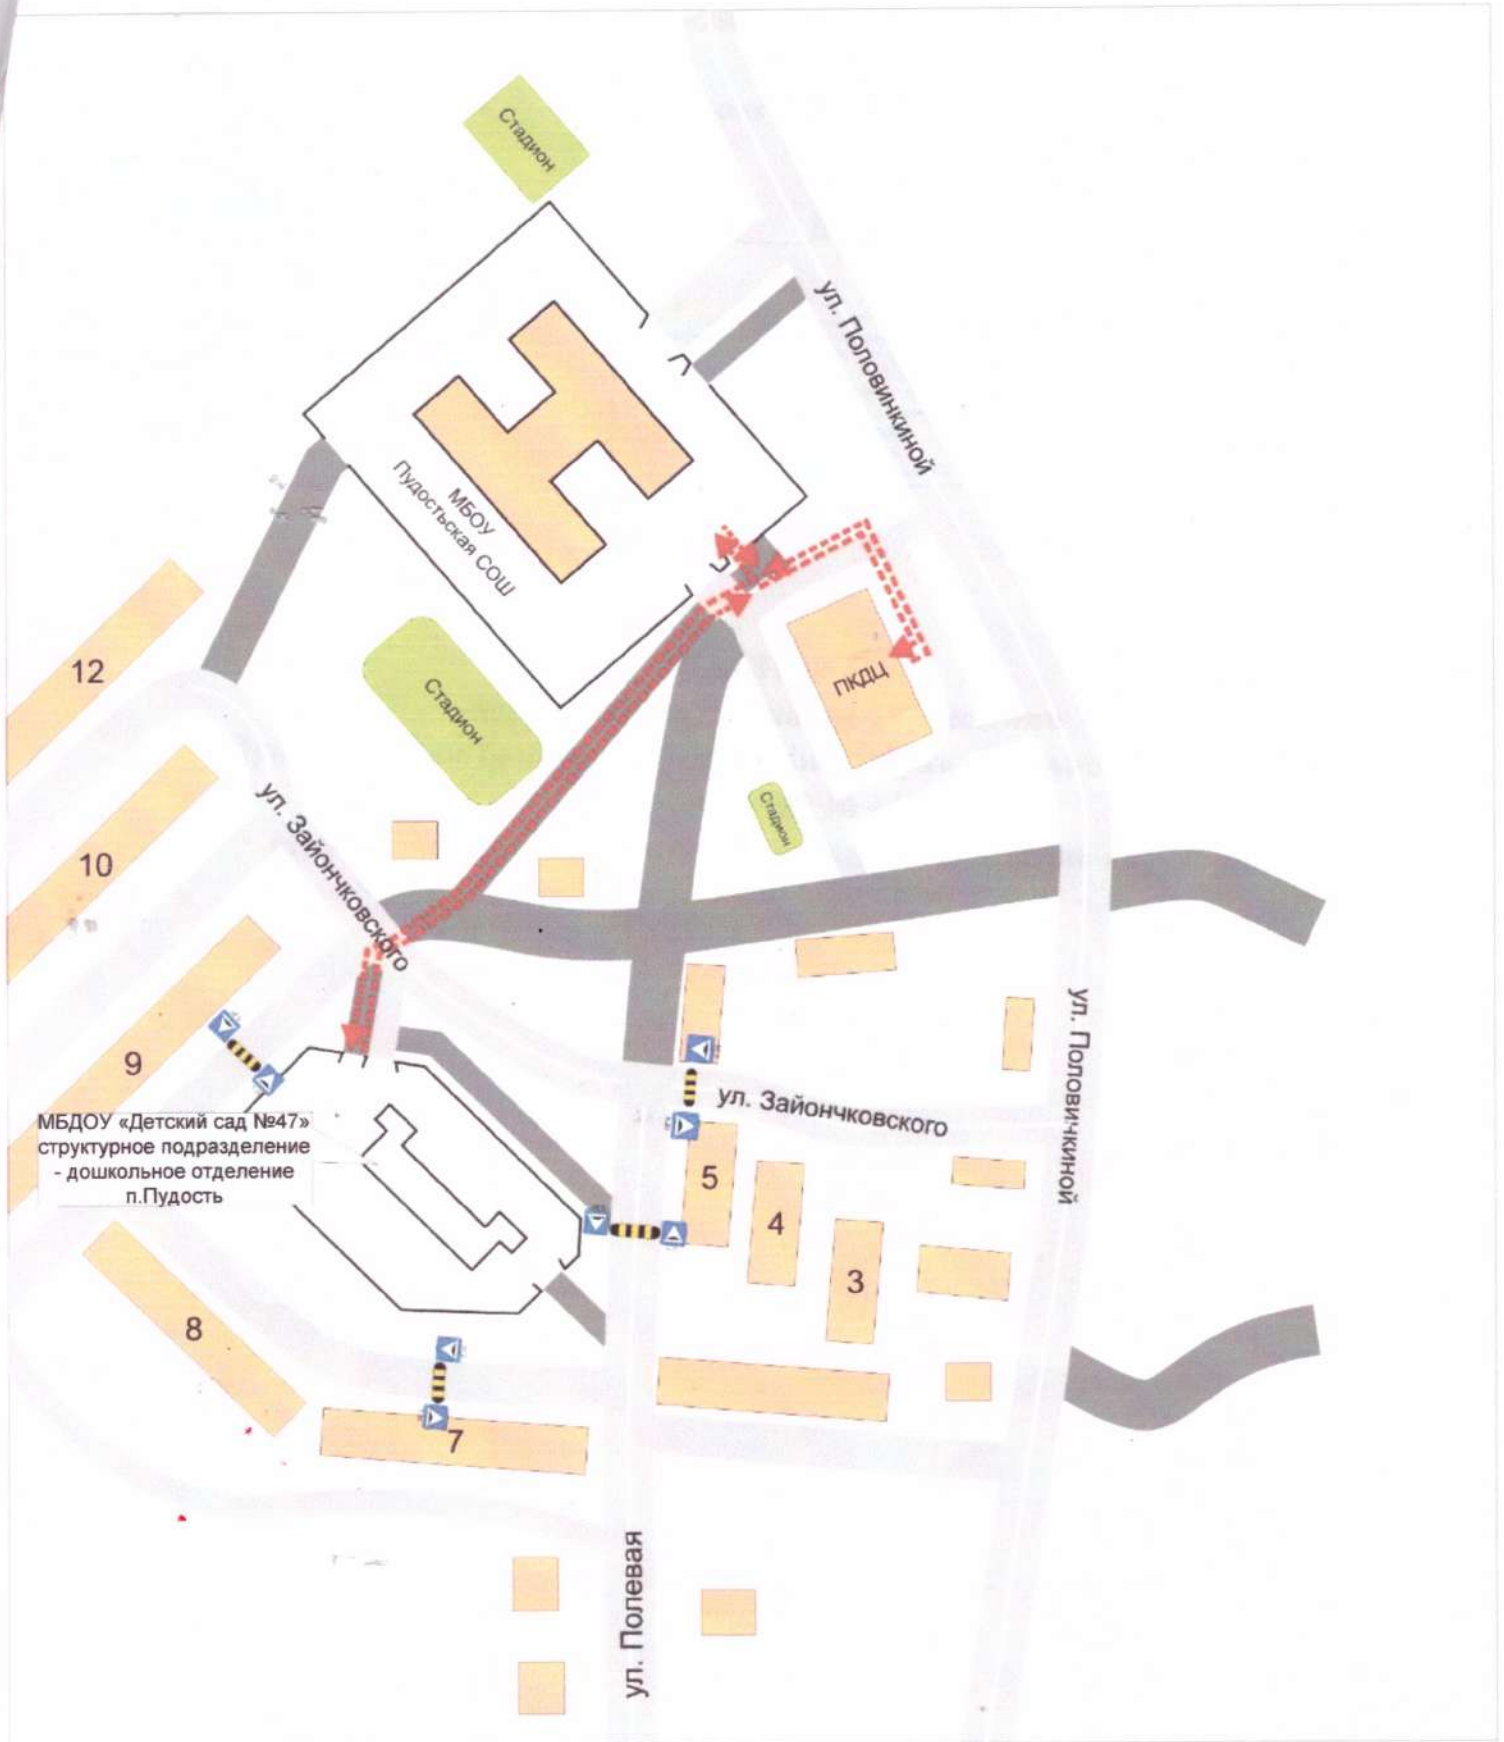 Стадион
ул. Половинкиной
МБОУ
Пудостьская СОШ
12
Стадион
ПКДЦ
ул. Зайончковского
Стадион
10
9
МБДОУ «Детский сад №47»
структурное подразделение
- дошкольное отделение
п.Пудость
ул. Зайончковского
ул. Половичкиной
5
4
3
8
7
ул. Полевая